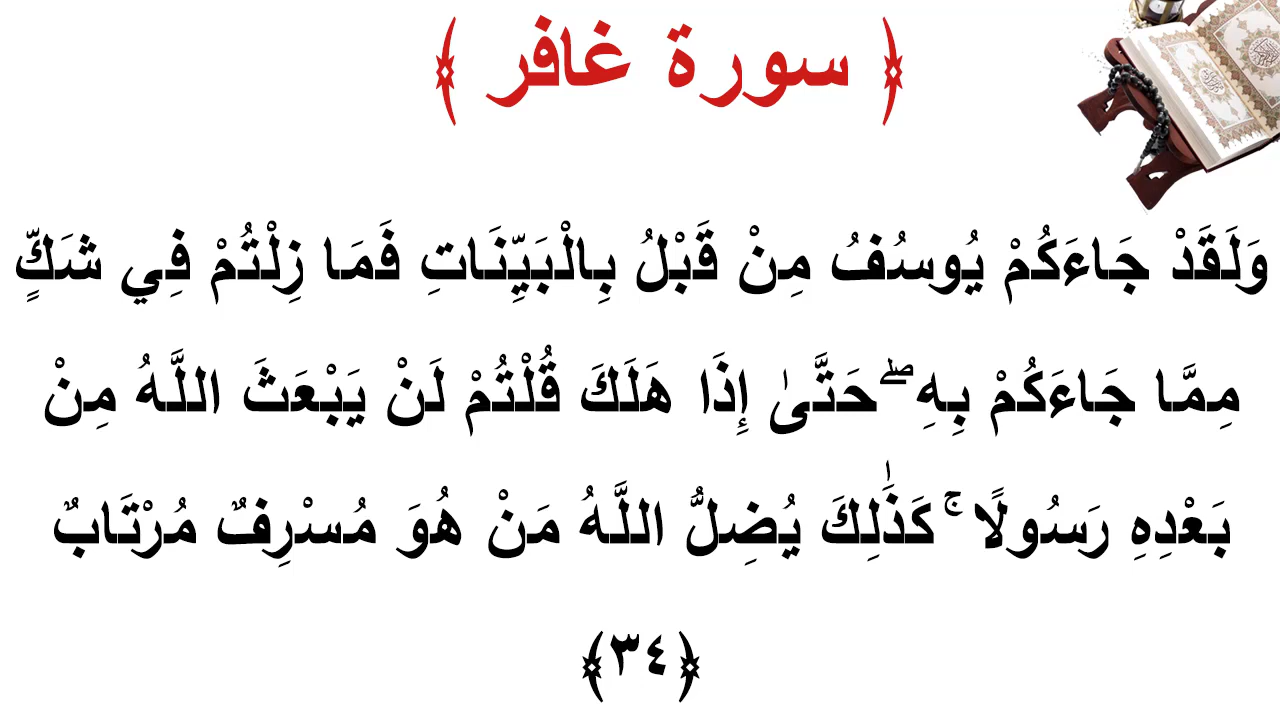 ﴿ سورة غافر ﴾
وَلَقَدْ جَاءَكُمْ يُوسُفُ مِنْ قَبْلُ بِالْبَيِّنَاتِ فَمَا زِلْتُمْ فِي شَكٍّ
مِمَّا جَاءَكُمْ بِهِ ۖ حَتَّىٰ إِذَا هَلَكَ قُلْتُمْ لَنْ يَبْعَثَ اللَّهُ مِنْ
بَعْدِهِ رَسُولًا ۚ كَذَٰلِكَ يُضِلُّ اللَّهُ مَنْ هُوَ مُسْرِفٌ مُرْتَابٌ
﴿٣٤﴾